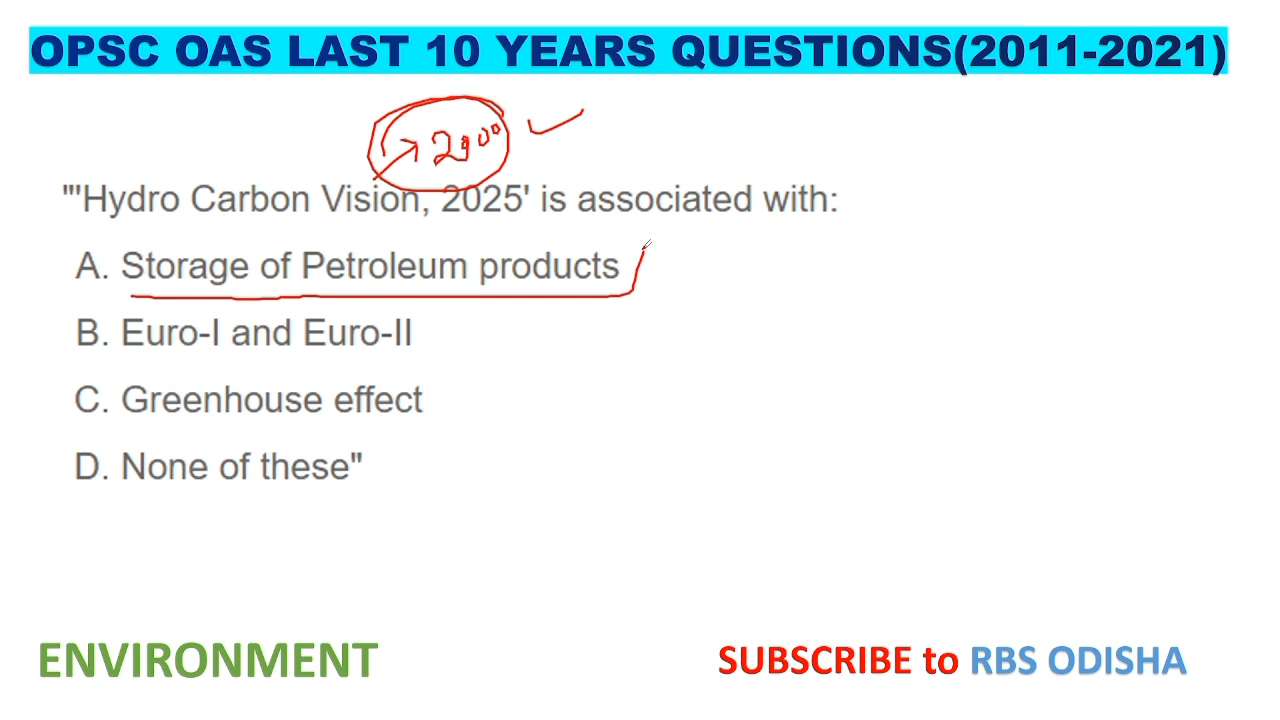 OPSC OAS LAST 10 YEARS QUESTIONS(2011-2021)
2000
"'Hydro Carbon Vision, 2025' is associated with:
A. Storage of Petroleum products
B. Euro-I and Euro-II
C. Greenhouse effect
D. None of these"
ENVIRONMENT
SUBSCRIBE to RBS ODISHA